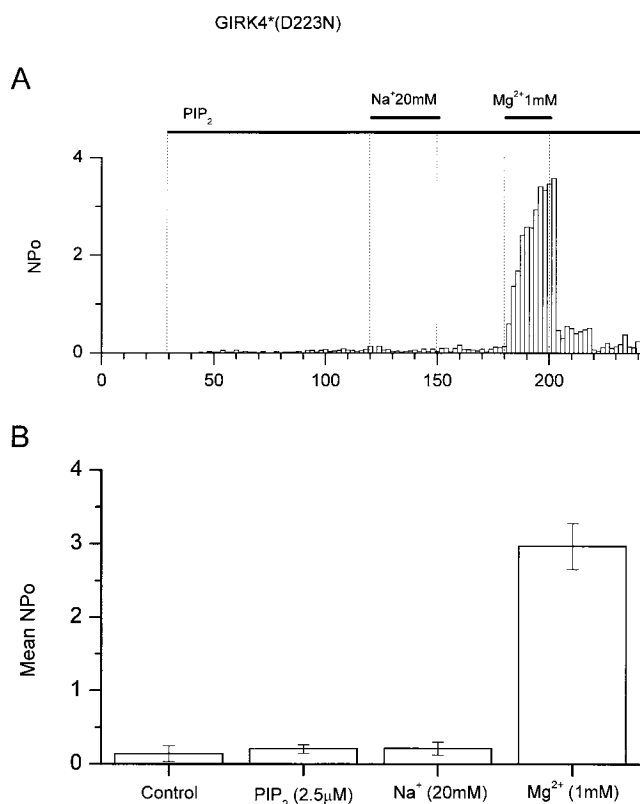 GIRK4*(D223N)
A
Na⁺20mM Mg²⁺1mM
PIP₂
4
2
0
NPo
0 50 100 150 200
B
4
3
2
1
0
Mean NPo
Control PIP₂ (2.5µM) Na⁺ (20mM) Mg²⁺ (1mM)